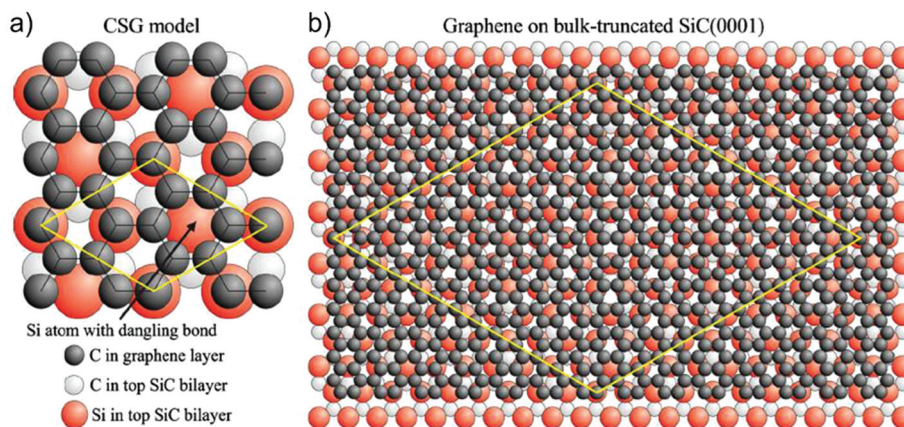 a)
CSG model
Si atom with dangling bond
C in graphene layer
C in top SiC bilayer
Si in top SiC bilayer
b)
Graphene on bulk-truncated SiC(0001)